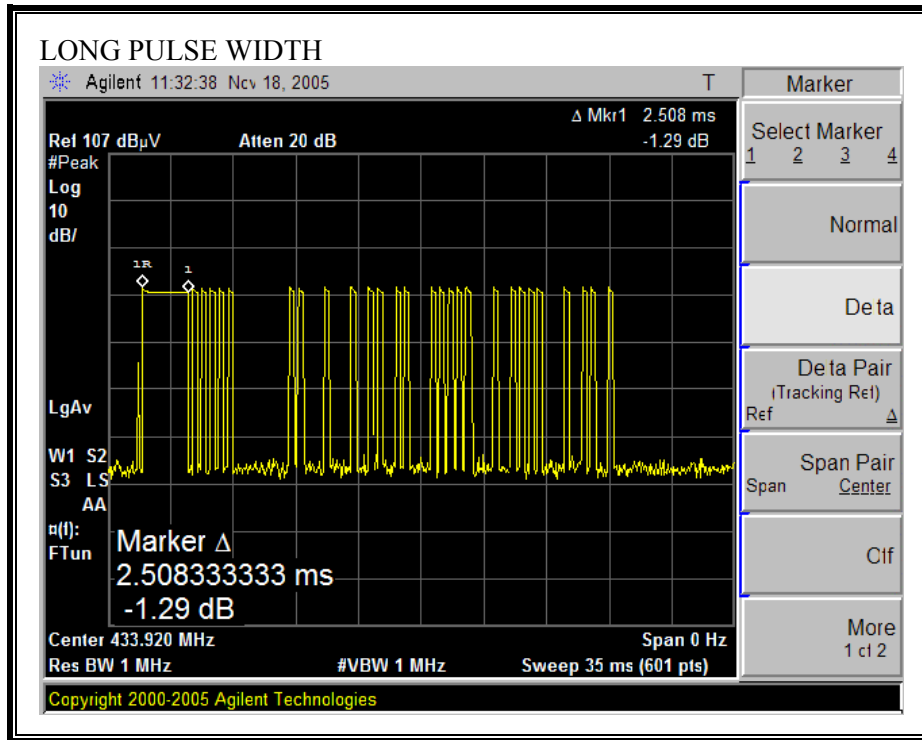 LONG PULSE WIDTH
Agilent 11:32:38 Nov 18, 2005 T
Marker
Δ Mkr1 2.508 ms
Ref 107 dBµV Atten 20 dB -1.29 dB
#Peak
Log
10
dB/
1R
1
LgAv
W1 S2
S3 LS
AA
¤(f):
FTun
Marker Δ
2.508333333 ms
-1.29 dB
Center 433.920 MHz Span 0 Hz
Res BW 1 MHz #VBW 1 MHz Sweep 35 ms (601 pts)
Copyright 2000-2005 Agilent Technologies
Select Marker
1 2 3 4
Normal
Delta
Delta Pair
(Tracking Ref)
Ref Δ
Span Pair
Span Center
Off
More
1 of 2